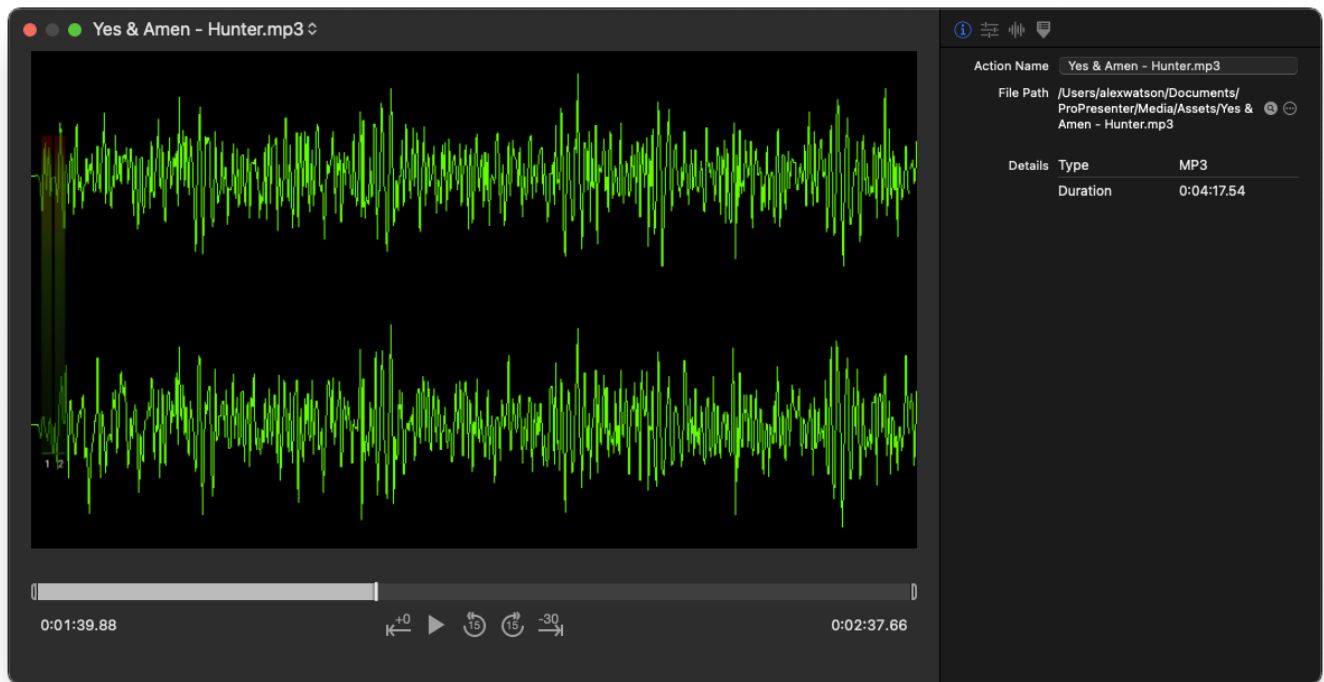 Yes & Amen - Hunter.mp3
Action Name Yes & Amen - Hunter.mp3
File Path /Users/alexwatson/Documents/
ProPresenter/Media/Assets/Yes &
Amen - Hunter.mp3
Details Type MP3
Duration 0:04:17.54
1 2
0:01:39.88 +0 15 15 -30 0:02:37.66